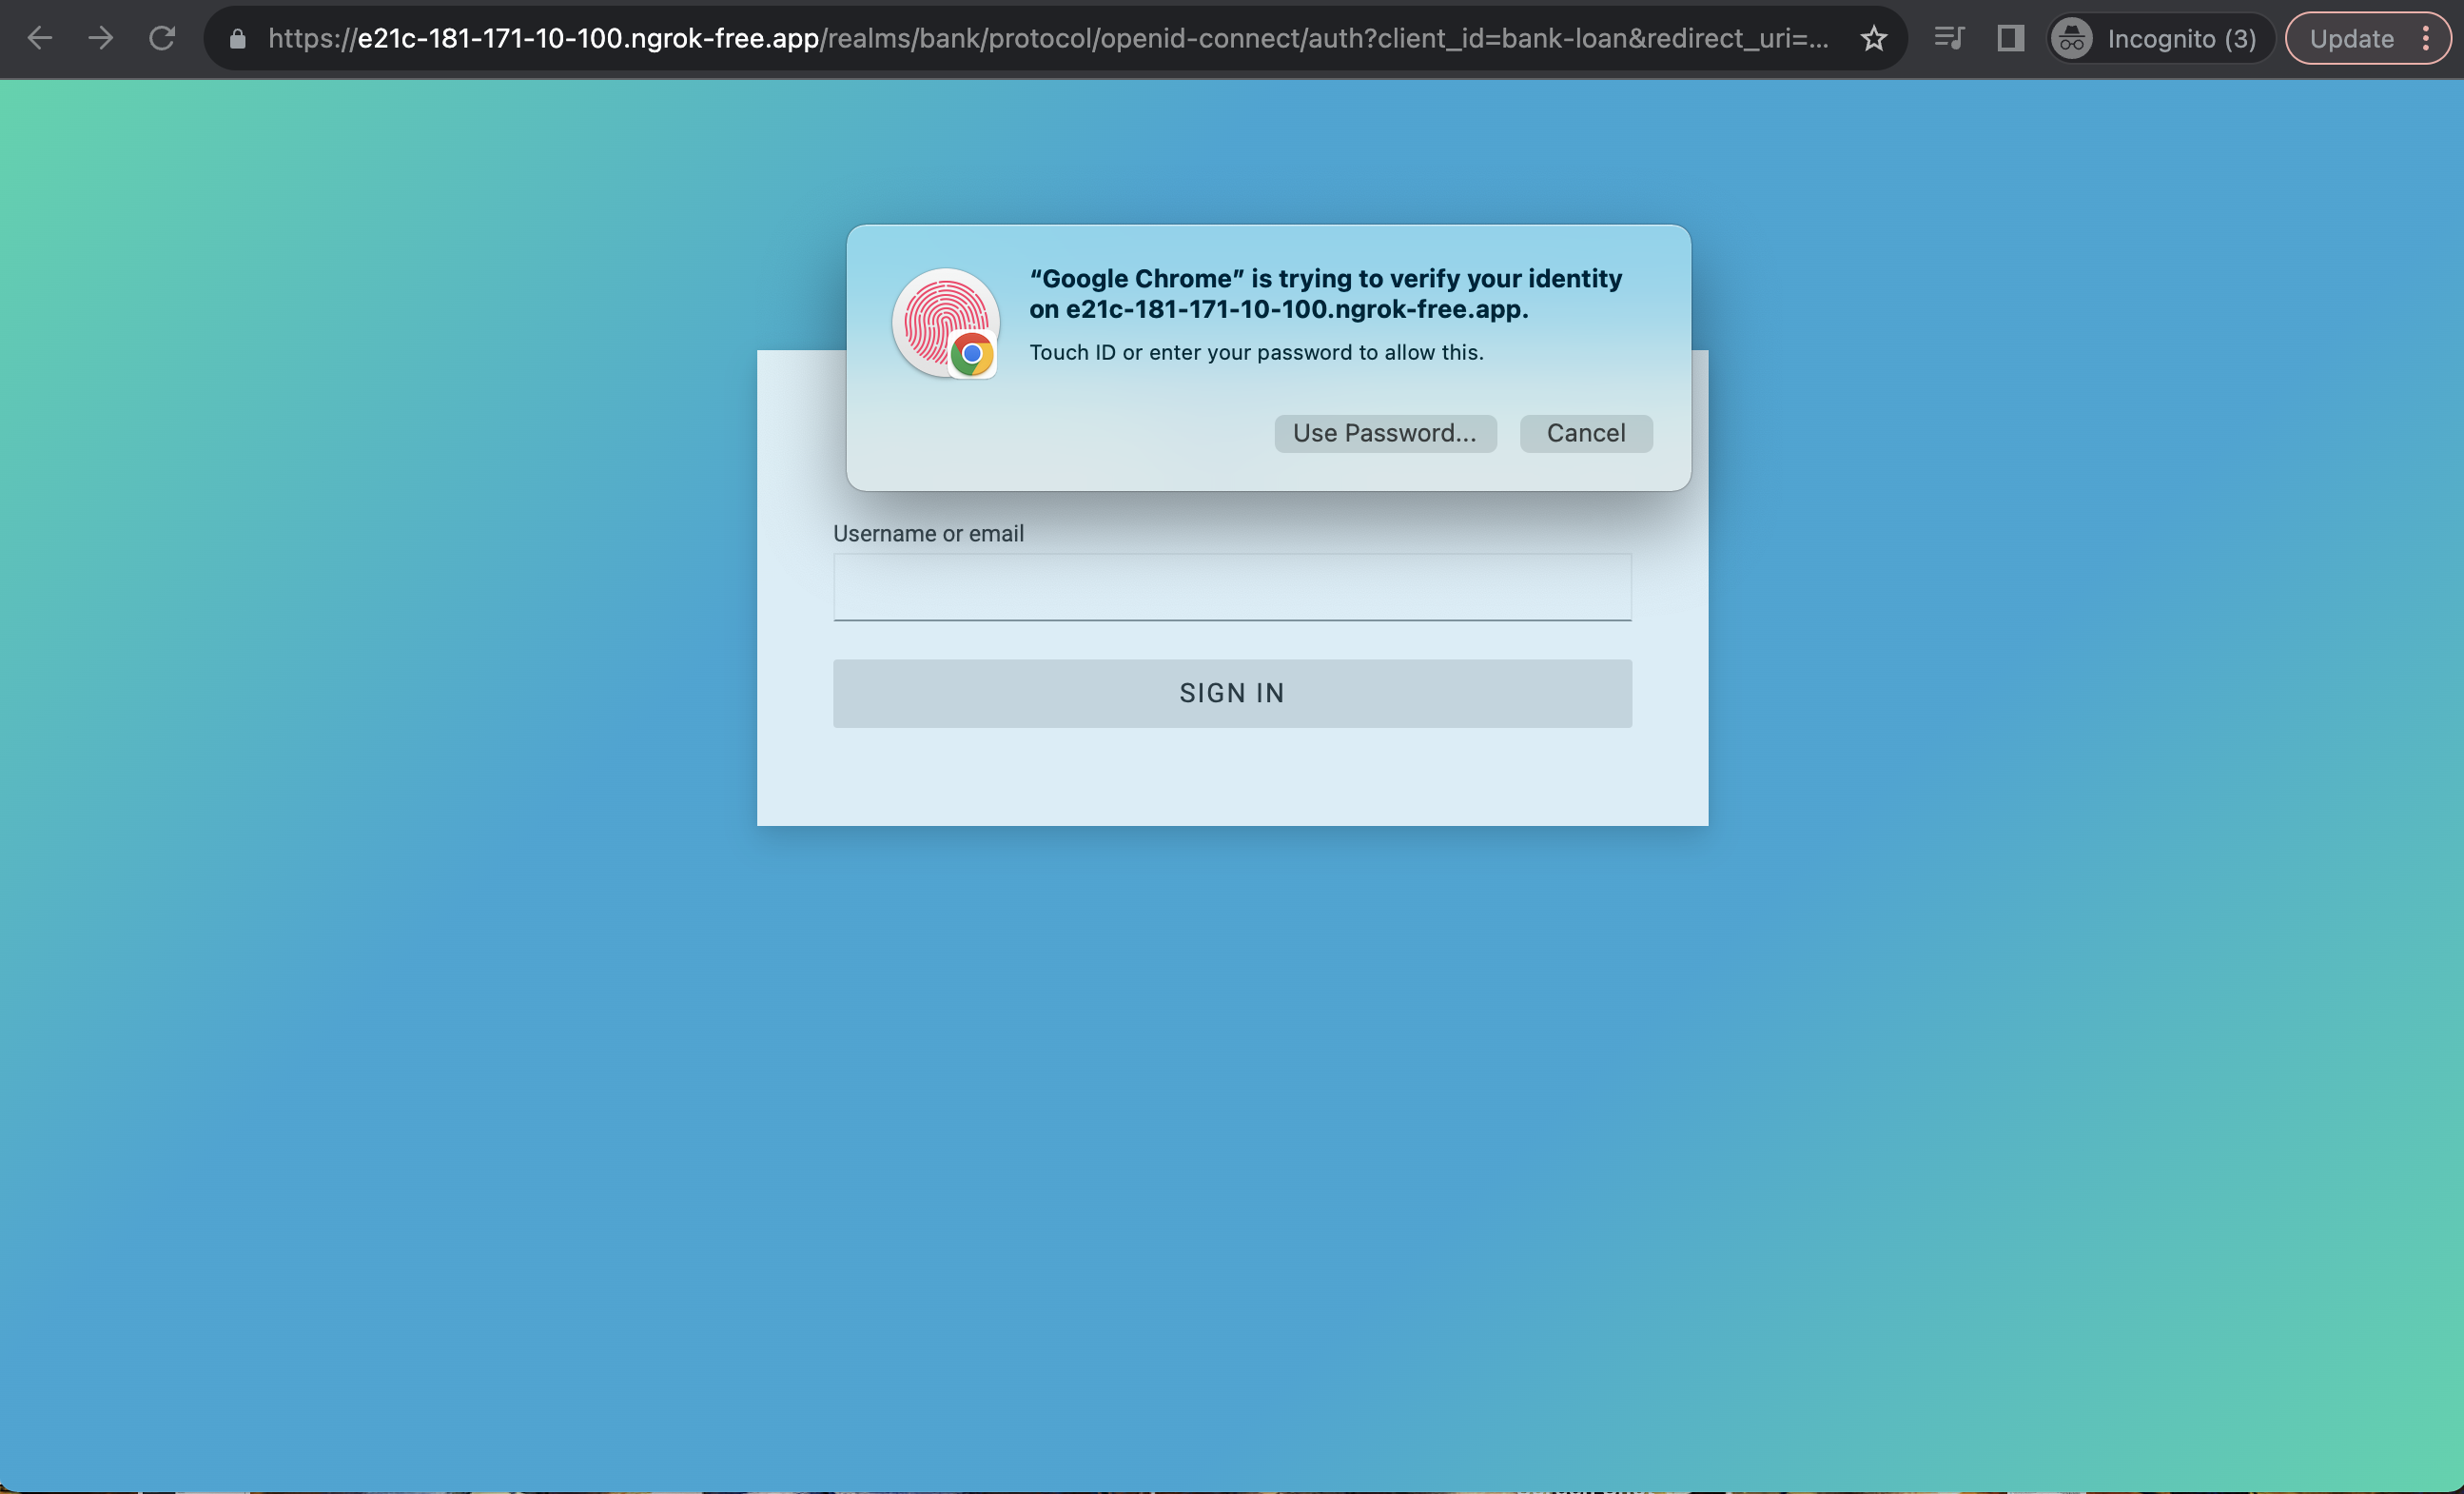 https://e21c-181-171-10-100.ngrok-free.app/realms/bank/protocol/openid-connect/auth?client_id=bank-loan&redirect_uri=...
Incognito (3)
Update
“Google Chrome” is trying to verify your identity
on e21c-181-171-10-100.ngrok-free.app.
Touch ID or enter your password to allow this.
Use Password...
Cancel
Username or email
SIGN IN